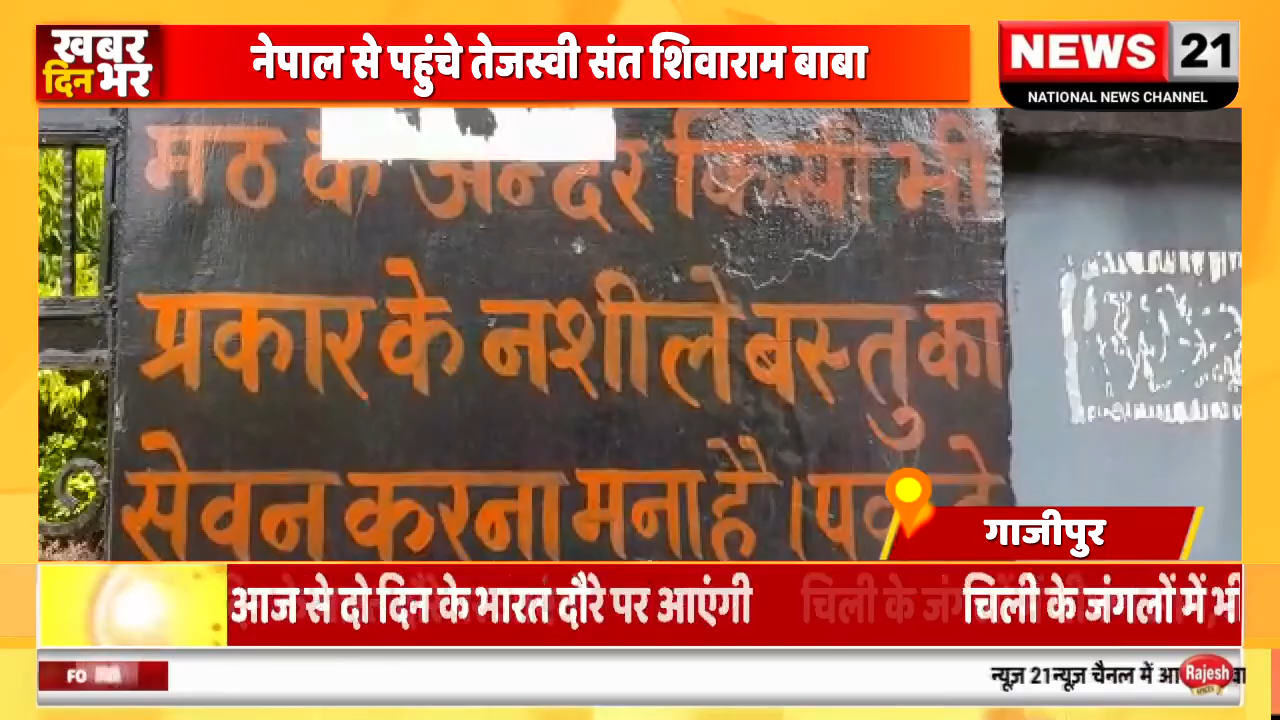 खबर दिन भर
नेपाल से पहुंचे तेजस्वी संत शिवाराम बाबा
NEWS 21
NATIONAL NEWS CHANNEL
मठ के अन्दर किसी भी
प्रकार के नशीले बस्तु का
सेवन करना मना है।
गाजीपुर
आज से दो दिन के भारत दौरे पर आएंगी
चिली के जंगलों में भी
न्यूज़ 21न्यूज़ चैनल में
Rajesh